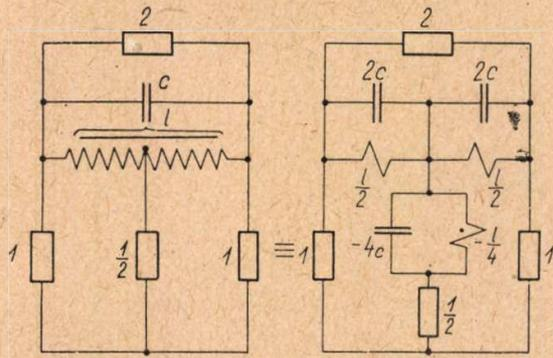 2 2
c 2c 2c
l
l/2 l/2
1 1/2 1 ≡ 1 -4c -l/4 1
1/2